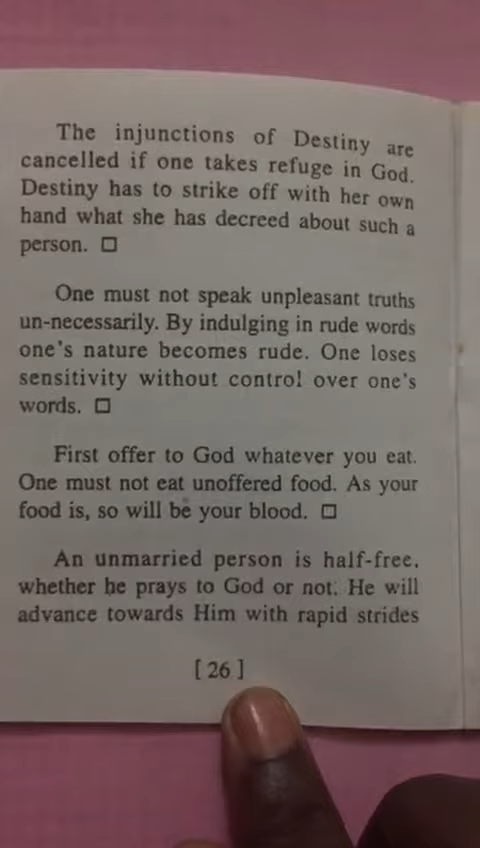 The injunctions of Destiny are
cancelled if one takes refuge in God.
Destiny has to strike off with her own
hand what she has decreed about such a
person. □
One must not speak unpleasant truths
un-necessarily. By indulging in rude words
one's nature becomes rude. One loses
sensitivity without control over one's
words. □
First offer to God whatever you eat.
One must not eat unoffered food. As your
food is, so will be your blood. □
An unmarried person is half-free,
whether he prays to God or not. He will
advance towards Him with rapid strides
[ 26 ]